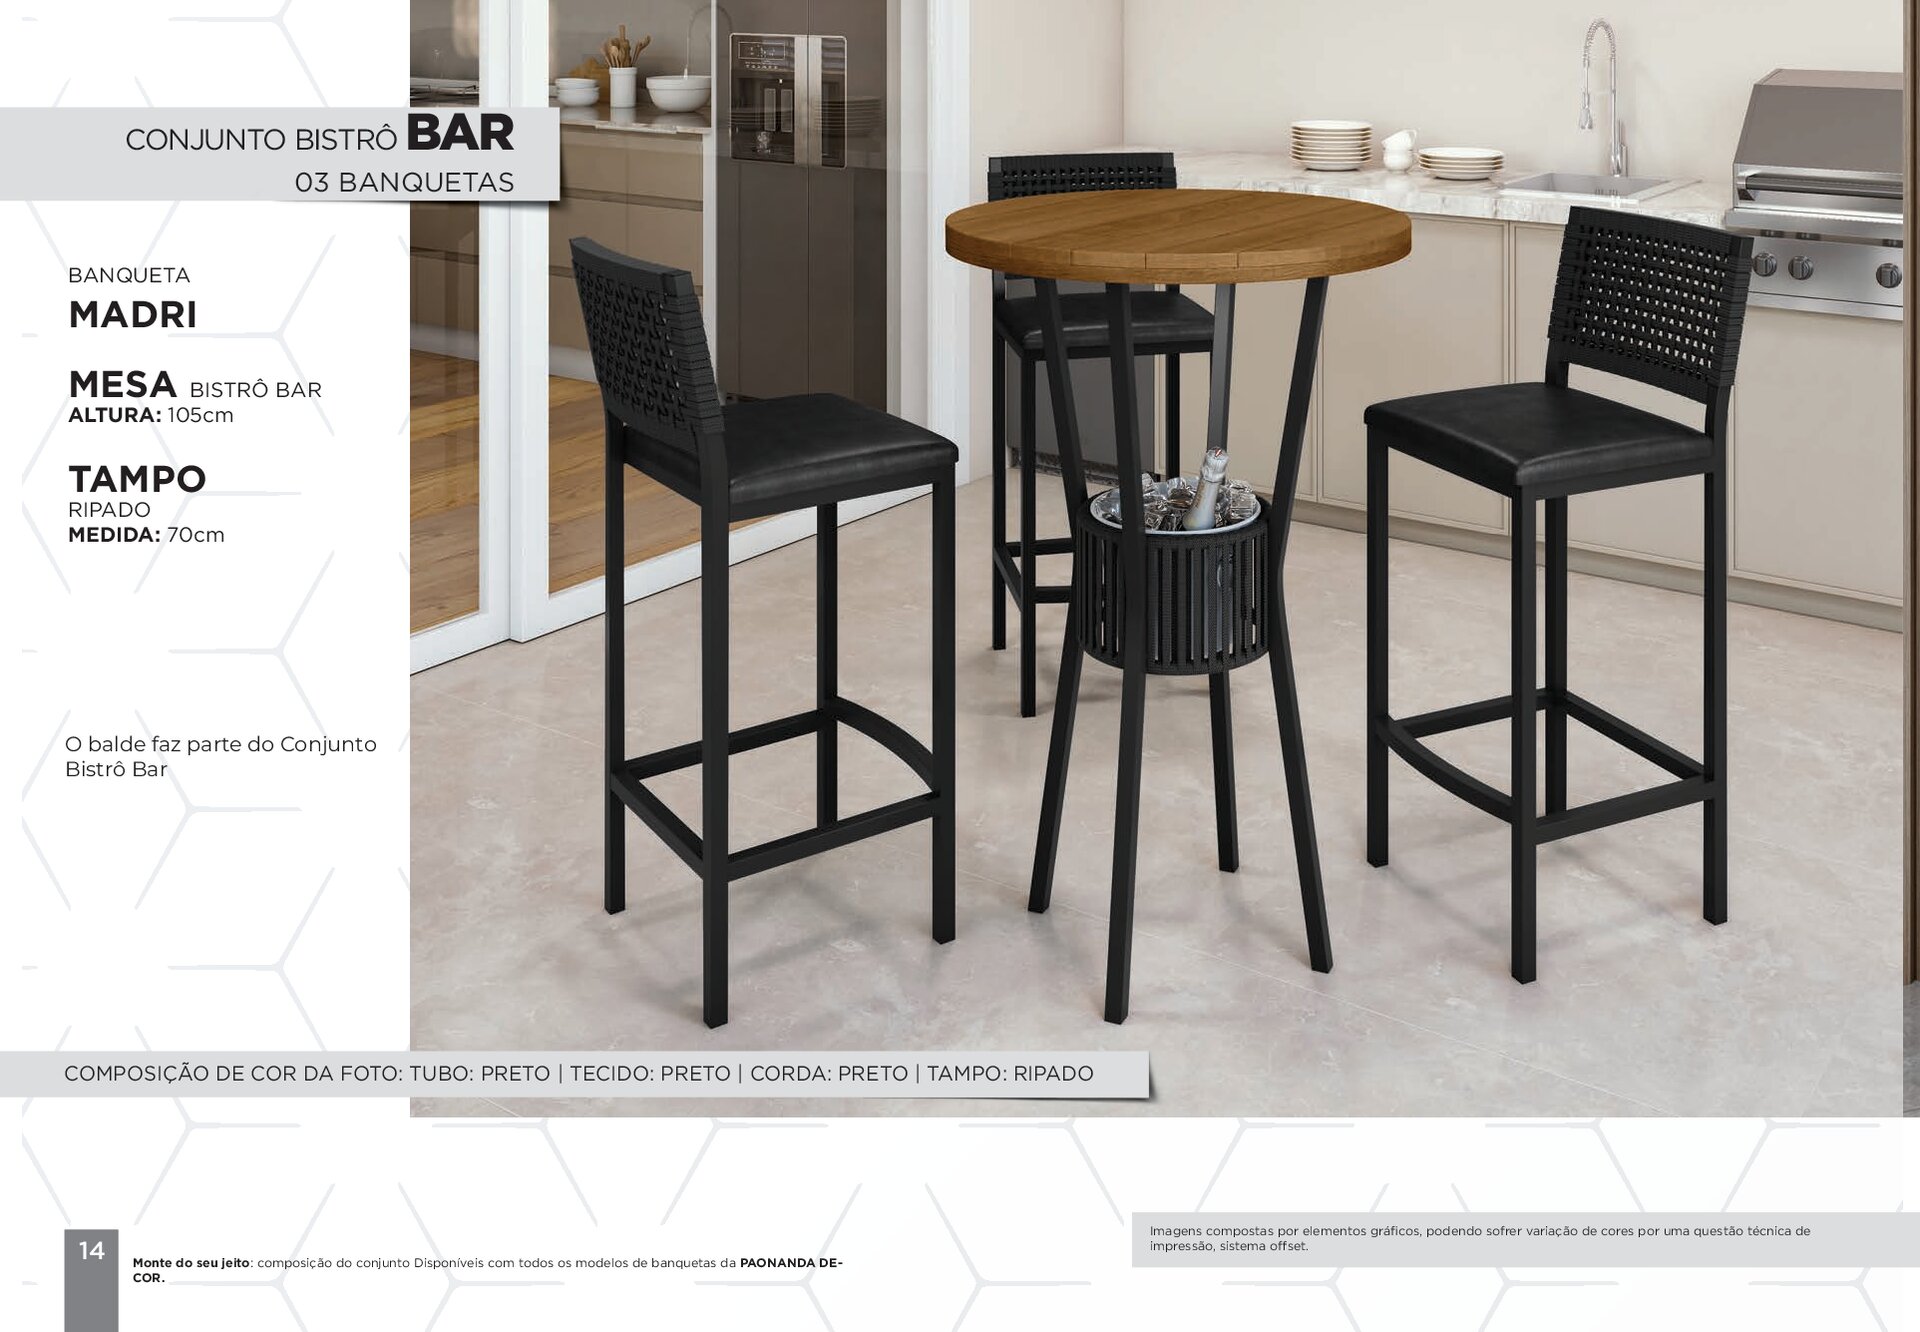 CONJUNTO BISTRÔ BAR
03 BANQUETAS
BANQUETA
MADRI
MESA BISTRÔ BAR
ALTURA: 105cm
TAMPO
RIPADO
MEDIDA: 70cm
O balde faz parte do Conjunto
Bistrô Bar
COMPOSIÇÃO DE COR DA FOTO: TUBO: PRETO | TECIDO: PRETO | CORDA: PRETO | TAMPO: RIPADO
Imagens compostas por elementos gráficos, podendo sofrer variação de cores por uma questão técnica de
impressão, sistema offset.
14
Monte do seu jeito: composição do conjunto Disponíveis com todos os modelos de banquetas da PAONANDA DE-
COR.